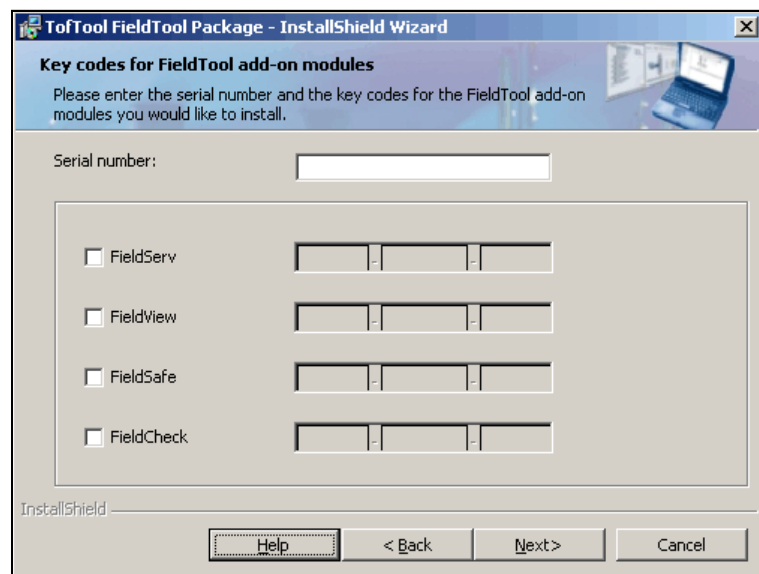 TofTool FieldTool Package - InstallShield Wizard
Key codes for FieldTool add-on modules
Please enter the serial number and the key codes for the FieldTool add-on
modules you would like to install.
Serial number:
FieldServ - -
FieldView - -
FieldSafe - -
FieldCheck - -
InstallShield
Help < Back Next> Cancel